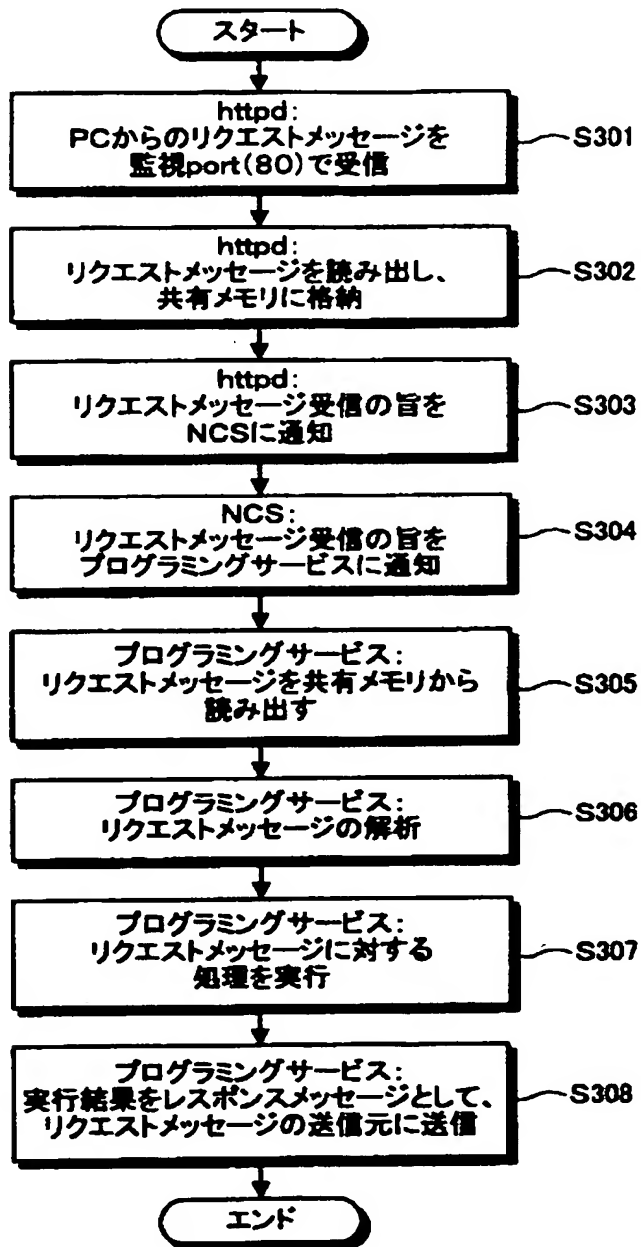 スタート
httpd:
PCからのリクエストメッセージを
監視port(80)で受信
S301
httpd:
リクエストメッセージを読み出し、
共有メモリに格納
S302
httpd:
リクエストメッセージ受信の旨を
NCSに通知
S303
NCS:
リクエストメッセージ受信の旨を
プログラミングサービスに通知
S304
プログラミングサービス:
リクエストメッセージを共有メモリから
読み出す
S305
プログラミングサービス:
リクエストメッセージの解析
S306
プログラミングサービス:
リクエストメッセージに対する
処理を実行
S307
プログラミングサービス:
実行結果をレスポンスメッセージとして、
リクエストメッセージの送信元に送信
S308
エンド